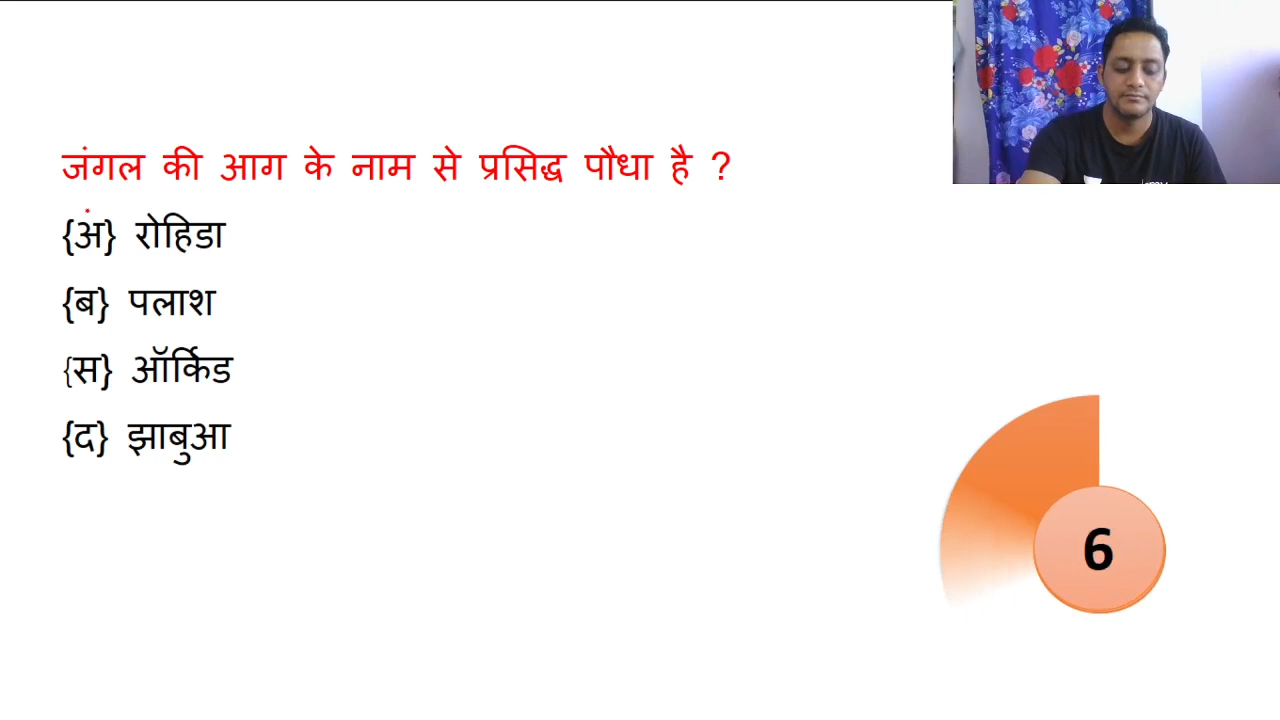 जंगल की आग के नाम से प्रसिद्ध पौधा है ?
{अ} रोहिडा
{ब} पलाश
{स} ऑर्किड
{द} झाबुआ
6